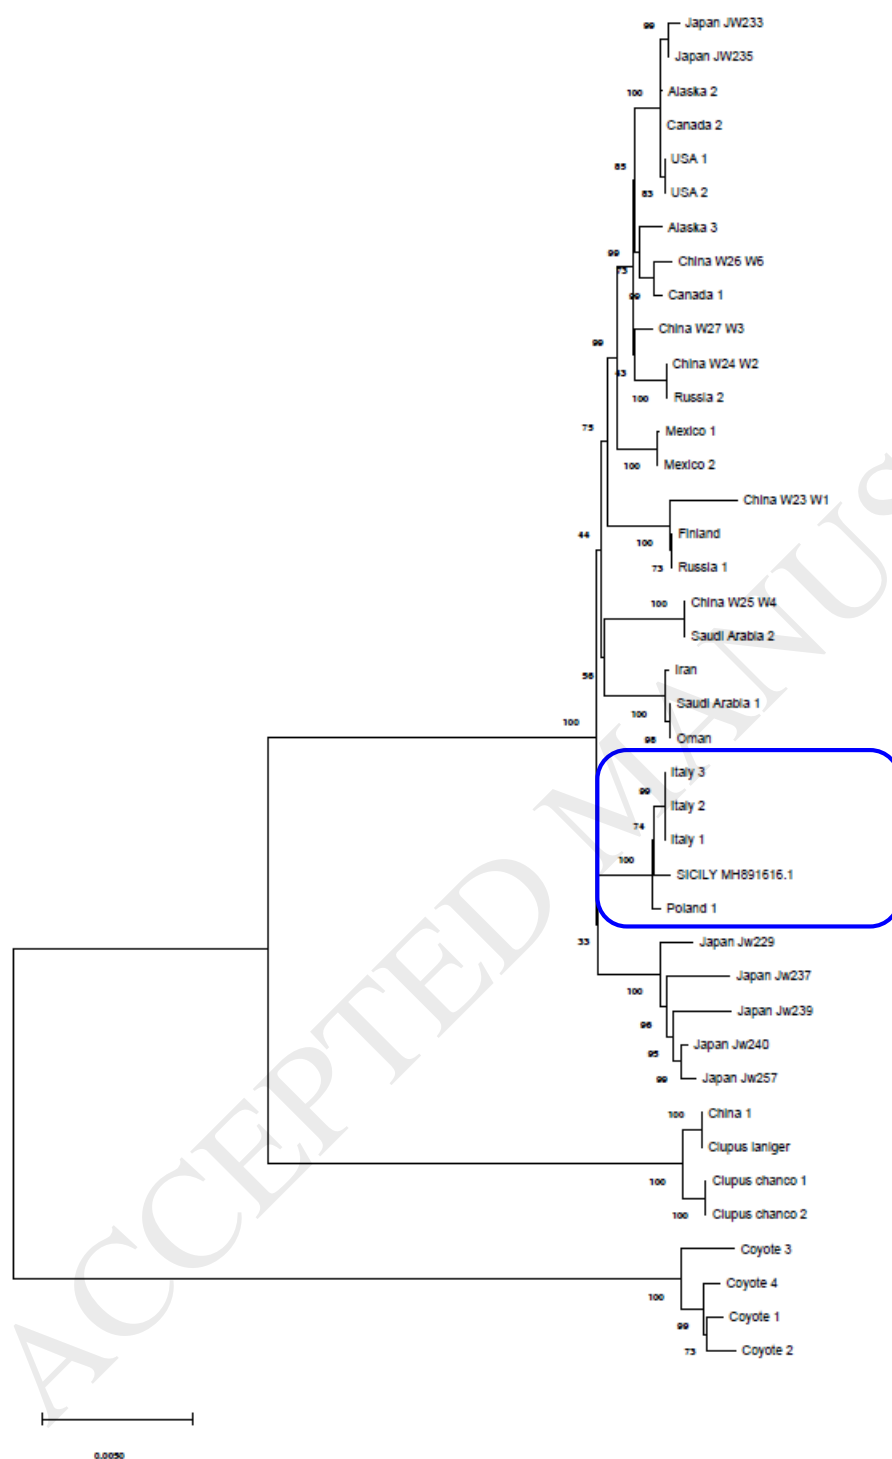 99
Japan JW233
Japan JW235
100
Alaska 2
Canada 2
USA 1
85
83
USA 2
Alaska 3
99
China W26 W6
73
99
Canada 1
China W27 W3
99
China W24 W2
43
100
Russia 2
75
Mexico 1
100
Mexico 2
China W23 W1
44
Finland
100
73
Russia 1
100
China W25 W4
Saudi Arabia 2
56
Iran
Saudi Arabia 1
100
100
98
Oman
Italy 3
99
Italy 2
74
Italy 1
100
SICILY MH891616.1
Poland 1
33
Japan Jw229
Japan Jw237
100
Japan Jw239
96
Japan Jw240
95
99
Japan Jw257
100
China 1
Clupus laniger
100
Clupus chanco 1
100
Clupus chanco 2
Coyote 3
Coyote 4
100
Coyote 1
99
73
Coyote 2
0.0050
ACCEPTED MANUS